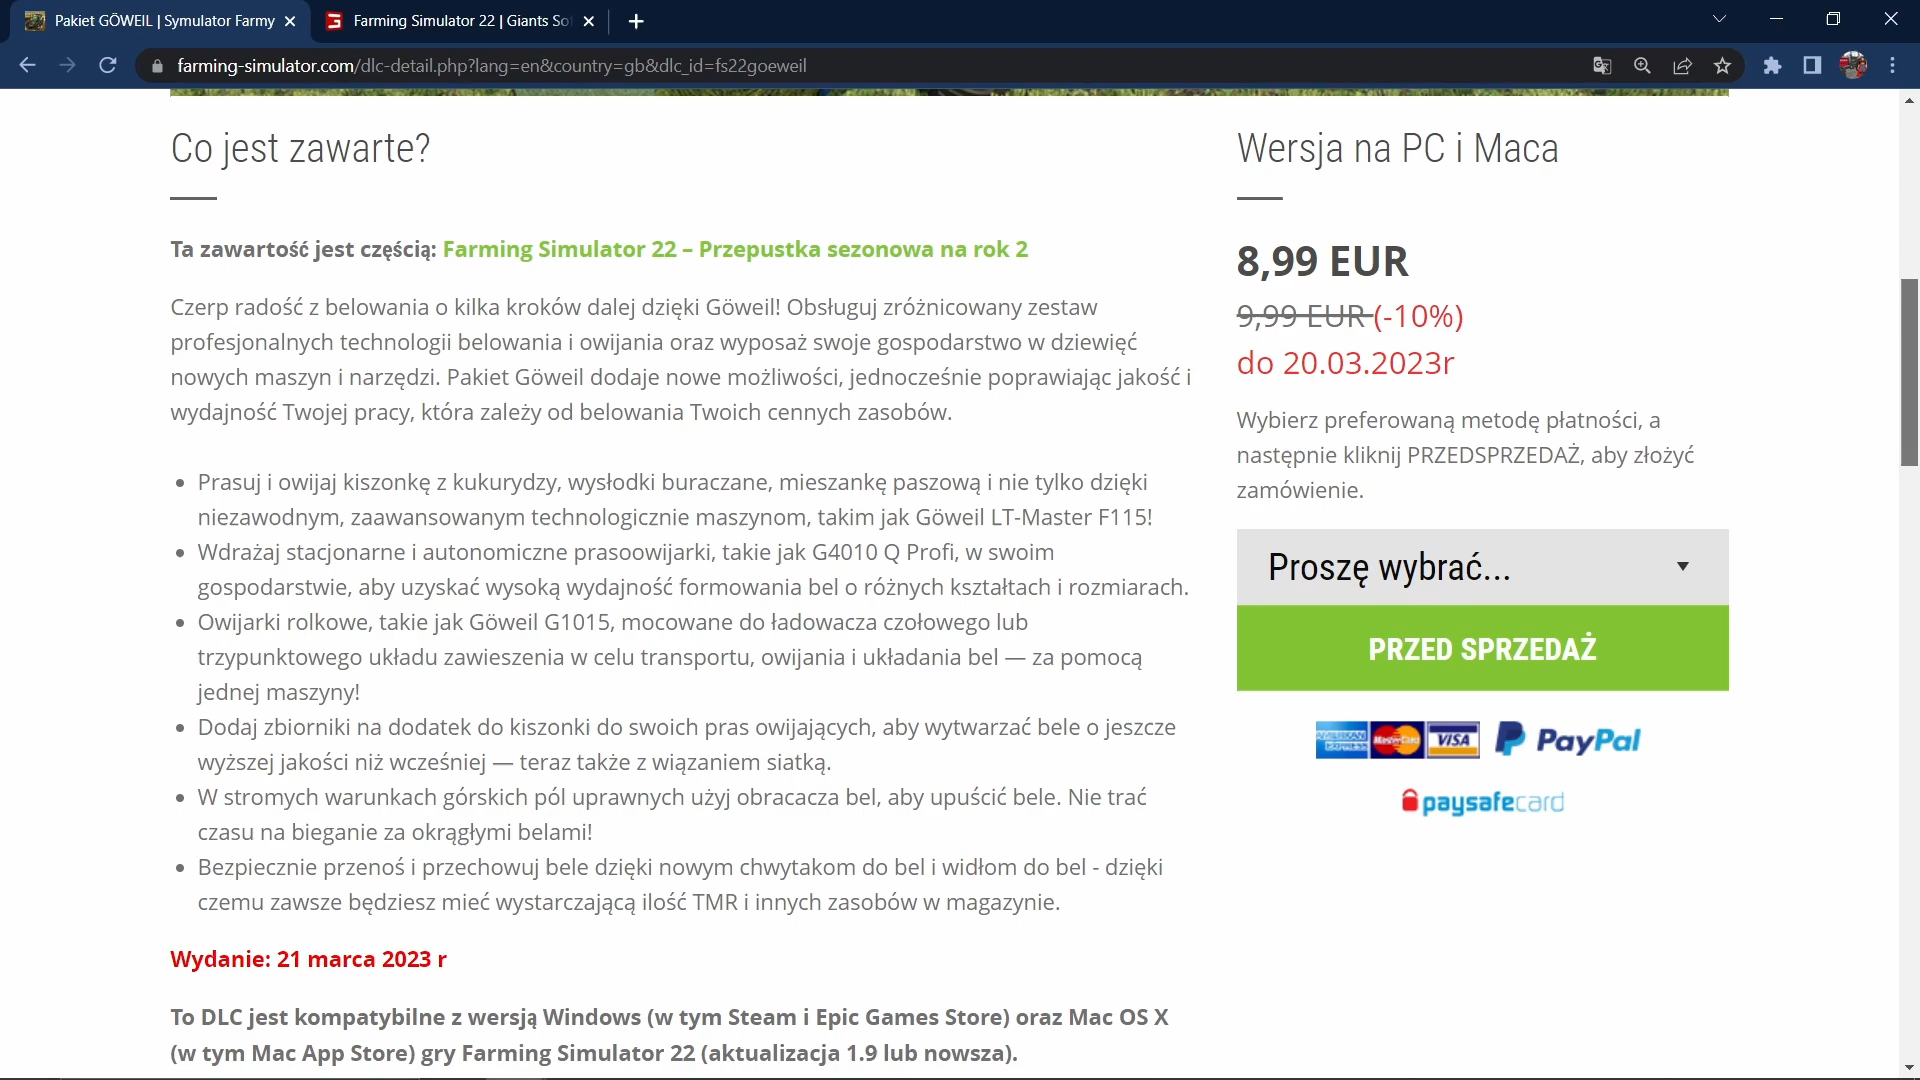 Pakiet GÖWEIL | Symulator Farmy
Farming Simulator 22 | Giants So
farming-simulator.com/dlc-detail.php?lang=en&country=gb&dlc_id=fs22goeweil
Co jest zawarte?
Ta zawartość jest częścią: Farming Simulator 22 – Przepustka sezonowa na rok 2
Czerp radość z belowania o kilka kroków dalej dzięki Göweil! Obsługuj zróżnicowany zestaw
profesjonalnych technologii belowania i owijania oraz wyposaż swoje gospodarstwo w dziewięć
nowych maszyn i narzędzi. Pakiet Göweil dodaje nowe możliwości, jednocześnie poprawiając jakość i
wydajność Twojej pracy, która zależy od belowania Twoich cennych zasobów.
• Prasuj i owijaj kiszonkę z kukurydzy, wysłodki buraczane, mieszankę paszową i nie tylko dzięki
niezawodnym, zaawansowanym technologicznie maszynom, takim jak Göweil LT-Master F115!
• Wdrażaj stacjonarne i autonomiczne prasoowijarki, takie jak G4010 Q Profi, w swoim
gospodarstwie, aby uzyskać wysoką wydajność formowania bel o różnych kształtach i rozmiarach.
• Owijarki rolkowe, takie jak Göweil G1015, mocowane do ładowacza czołowego lub
trzypunktowego układu zawieszenia w celu transportu, owijania i układania bel — za pomocą
jednej maszyny!
• Dodaj zbiorniki na dodatek do kiszonki do swoich pras owijających, aby wytwarzać bele o jeszcze
wyższej jakości niż wcześniej — teraz także z wiązaniem siatką.
• W stromych warunkach górskich pól uprawnych użyj obracacza bel, aby upuścić bele. Nie trać
czasu na bieganie za okrągłymi belami!
• Bezpiecznie przenoś i przechowuj bele dzięki nowym chwytakom do bel i widłom do bel - dzięki
czemu zawsze będziesz mieć wystarczającą ilość TMR i innych zasobów w magazynie.
Wydanie: 21 marca 2023 r
To DLC jest kompatybilne z wersją Windows (w tym Steam i Epic Games Store) oraz Mac OS X
(w tym Mac App Store) gry Farming Simulator 22 (aktualizacja 1.9 lub nowsza).
Wersja na PC i Maca
8,99 EUR
9,99 EUR (-10%)
do 20.03.2023r
Wybierz preferowaną metodę płatności, a
następnie kliknij PRZEDSPRZEDAŻ, aby złożyć
zamówienie.
Proszę wybrać...
PRZED SPRZEDAŻ
AMERICAN EXPRESS MasterCard VISA PayPal
paysafecard